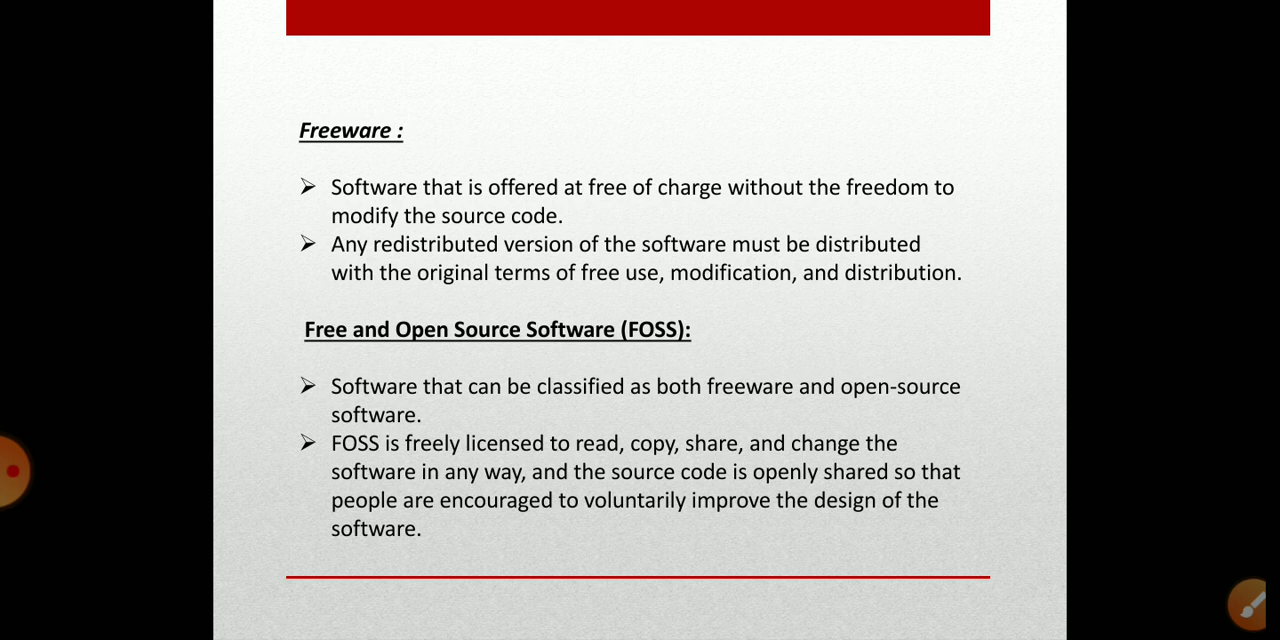 Freeware :
➢ Software that is offered at free of charge without the freedom to
modify the source code.
➢ Any redistributed version of the software must be distributed
with the original terms of free use, modification, and distribution.
Free and Open Source Software (FOSS):
➢ Software that can be classified as both freeware and open-source
software.
➢ FOSS is freely licensed to read, copy, share, and change the
software in any way, and the source code is openly shared so that
people are encouraged to voluntarily improve the design of the
software.